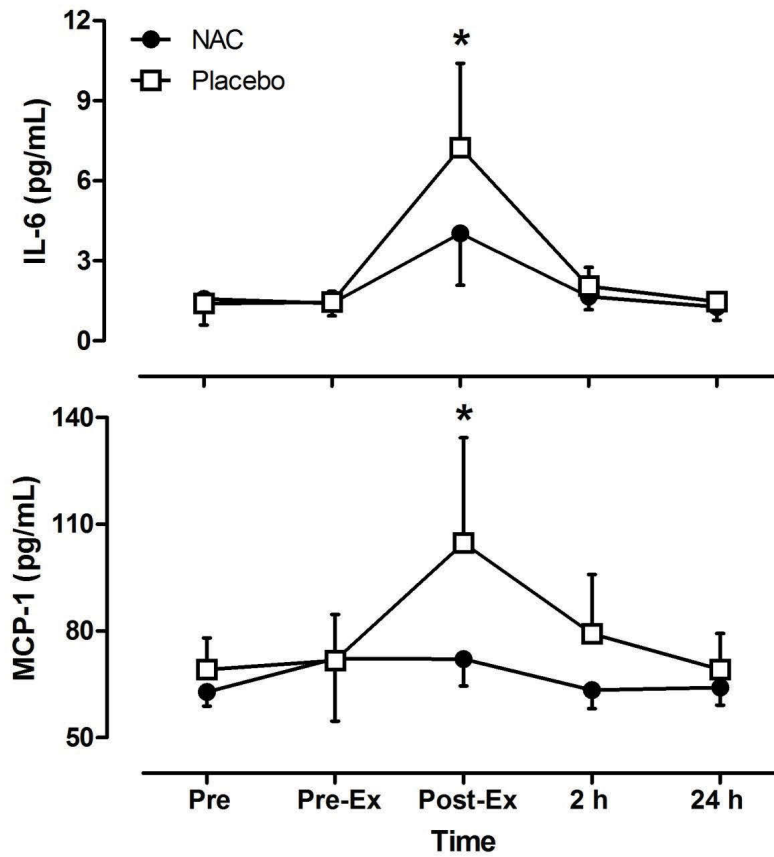 12
9
6
3
0
IL-6 (pg/mL)
NAC
Placebo
*
140
110
80
50
MCP-1 (pg/mL)
*
Pre Pre-Ex Post-Ex 2 h 24 h
Time